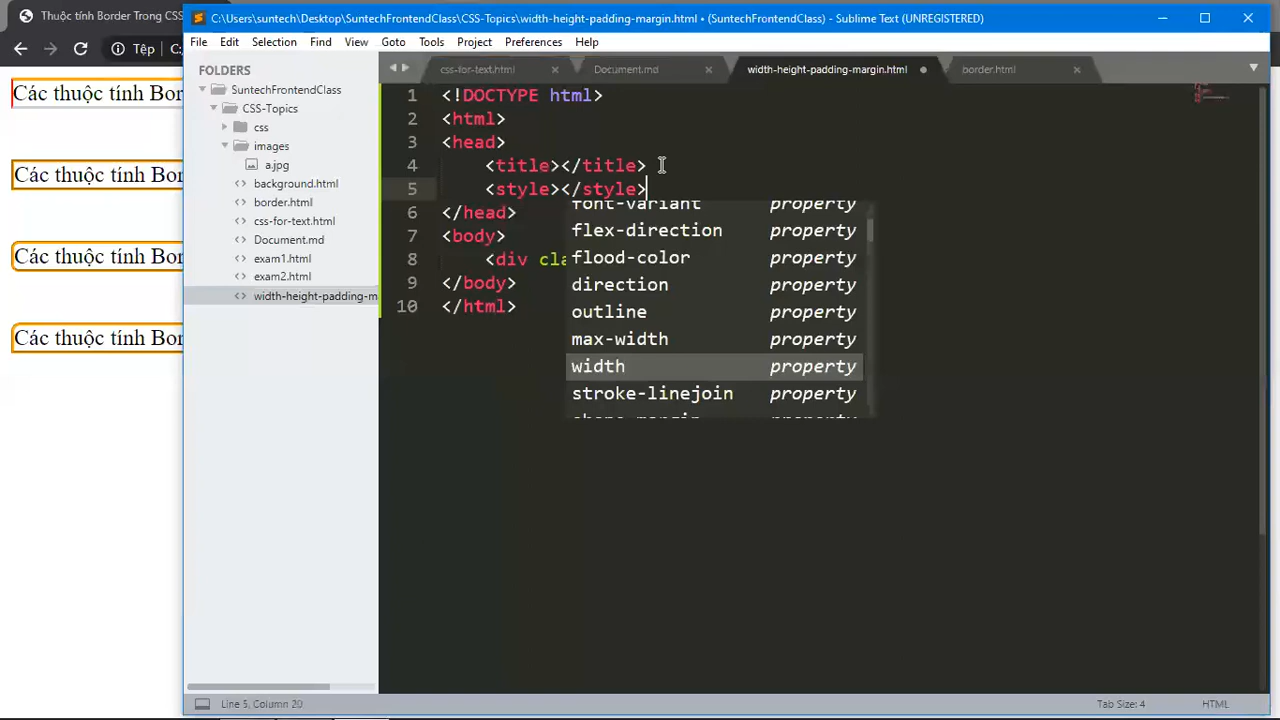 Thuộc tính Border Trong CSS
Tệp
C:
Các thuộc tính Bor
Các thuộc tính Bor
Các thuộc tính Bor
Các thuộc tính Bor
C:\Users\suntech\Desktop\SuntechFrontendClass\CSS-Topics\width-height-padding-margin.html • (SuntechFrontendClass) - Sublime Text (UNREGISTERED)
File Edit Selection Find View Goto Tools Project Preferences Help
FOLDERS
SuntechFrontendClass
CSS-Topics
css
images
a.jpg
background.html
border.html
css-for-text.html
Document.md
exam1.html
exam2.html
width-height-padding-m
css-for-text.html Document.md width-height-padding-margin.html border.html
1 <!DOCTYPE html>
2 <html>
3 <head>
4 <title></title>
5 <style></style>
6 </head>
7 <body>
8 <div cla
9 </body>
10 </html>
font-variant property
flex-direction property
flood-color property
direction property
outline property
max-width property
width property
stroke-linejoin property
shape-margin property
Line 5, Column 20
Tab Size: 4
HTML